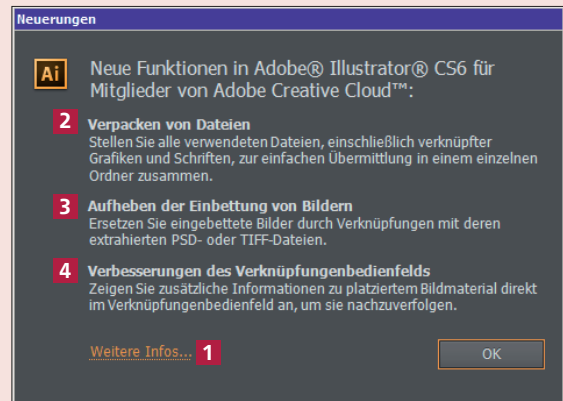 Neuerungen
Ai
Neue Funktionen in Adobe® Illustrator® CS6 für
Mitglieder von Adobe Creative Cloud™:
2 Verpacken von Dateien
Stellen Sie alle verwendeten Dateien, einschließlich verknüpfter
Grafiken und Schriften, zur einfachen Übermittlung in einem einzelnen
Ordner zusammen.
3 Aufheben der Einbettung von Bildern
Ersetzen Sie eingebettete Bilder durch Verknüpfungen mit deren
extrahierten PSD- oder TIFF-Dateien.
4 Verbesserungen des Verknüpfungenbedienfelds
Zeigen Sie zusätzliche Informationen zu platziertem Bildmaterial direkt
im Verknüpfungenbedienfeld an, um sie nachzuverfolgen.
Weitere Infos... 1 OK